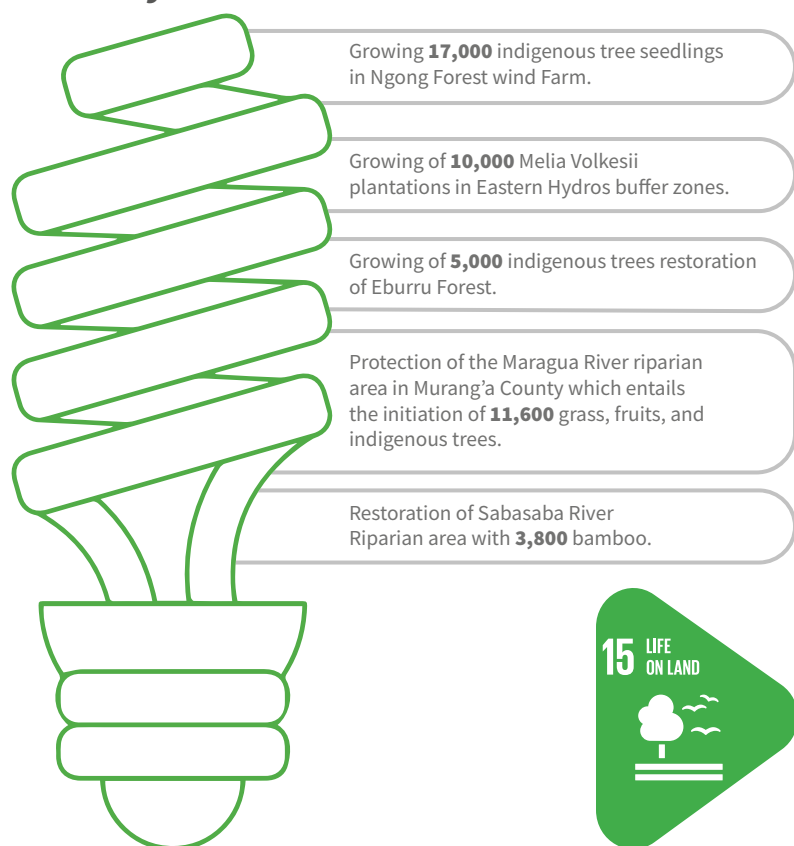 Growing 17,000 indigenous tree seedlings
in Ngong Forest wind Farm.
Growing of 10,000 Melia Volkesii
plantations in Eastern Hydros buffer zones.
Growing of 5,000 indigenous trees restoration
of Eburru Forest.
Protection of the Maragua River riparian
area in Murang’a County which entails
the initiation of 11,600 grass, fruits, and
indigenous trees.
Restoration of Sabasaba River
Riparian area with 3,800 bamboo.
15 LIFE
ON LAND